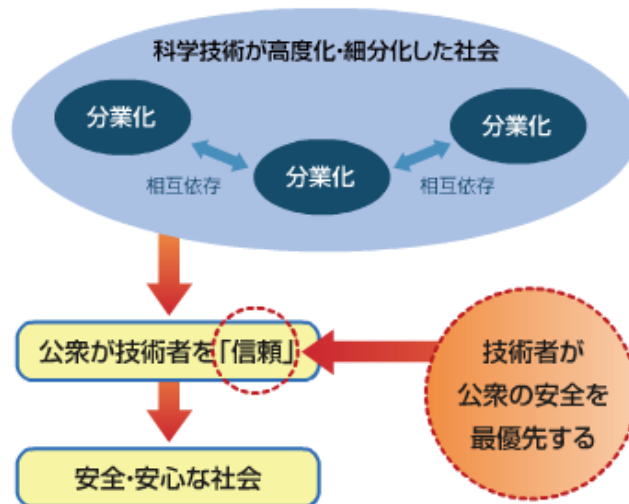 科学技術が高度化・細分化した社会
分業化
分業化
分業化
相互依存
相互依存
公衆が技術者を「信頼」
技術者が
公衆の安全を
最優先する
安全・安心な社会